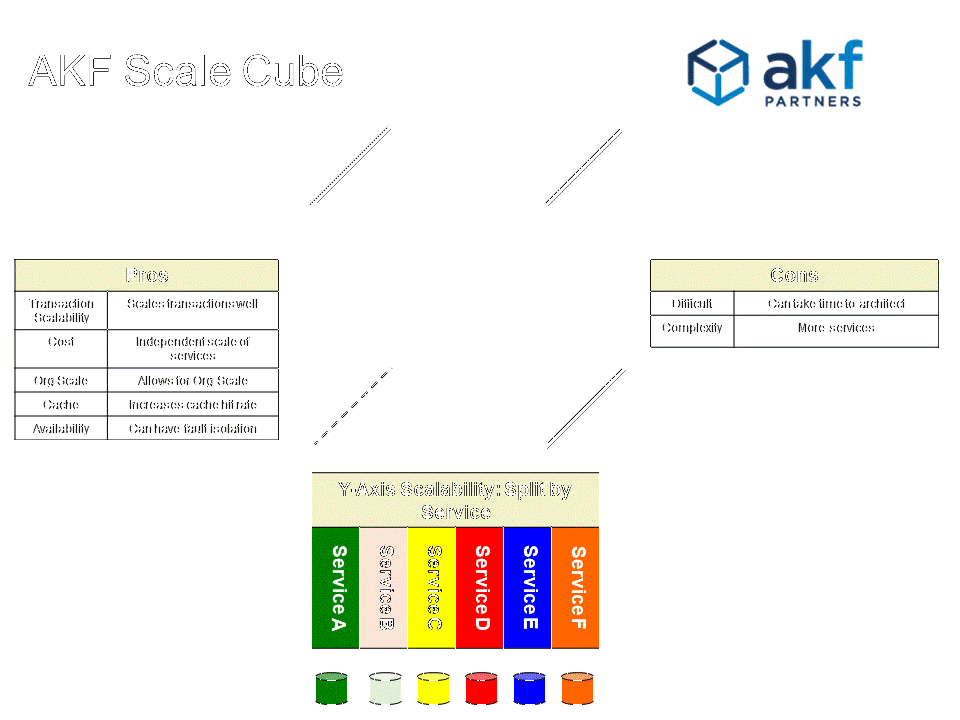 AKF Scale Cube
akf
PARTNERS
Pros
Transaction Scalability
Scales transactions well
Cost
Independent scale of services
Org Scale
Allows for Org Scale
Cache
Increases cache hit rate
Availability
Can have fault isolation
Cons
Difficult
Can take time to architect
Complexity
More services
Y-Axis Scalability: Split by
Service
Service A
Service B
Service C
Service D
Service E
Service F